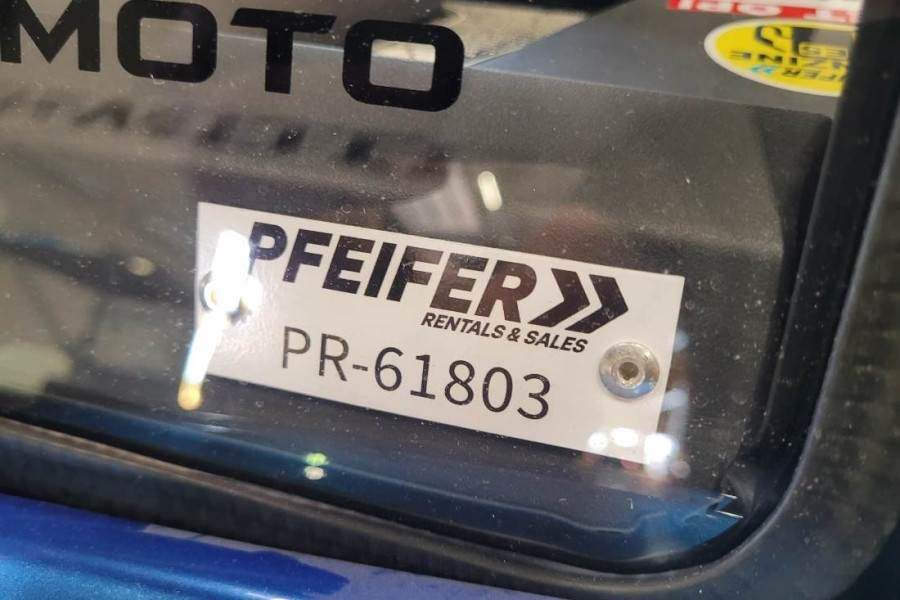 MOTO
PFEIFER
RENTALS & SALES
PR-61803